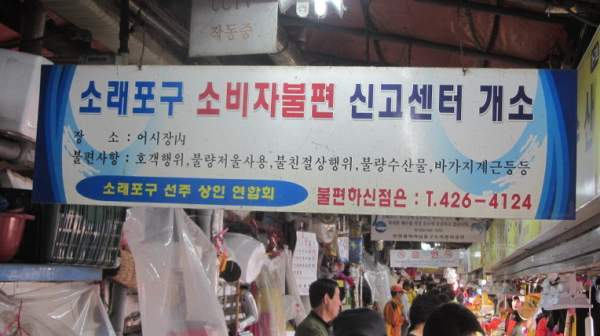 작동중
소래포구 소비자불편 신고센터 개소
장 소 : 어시장內
불편사항 : 호객행위, 불량저울사용, 불친절상행위, 불량수산물, 바가지계근등등
소래포구 선주 상인 연합회
불편하신점은 : T.426-4124